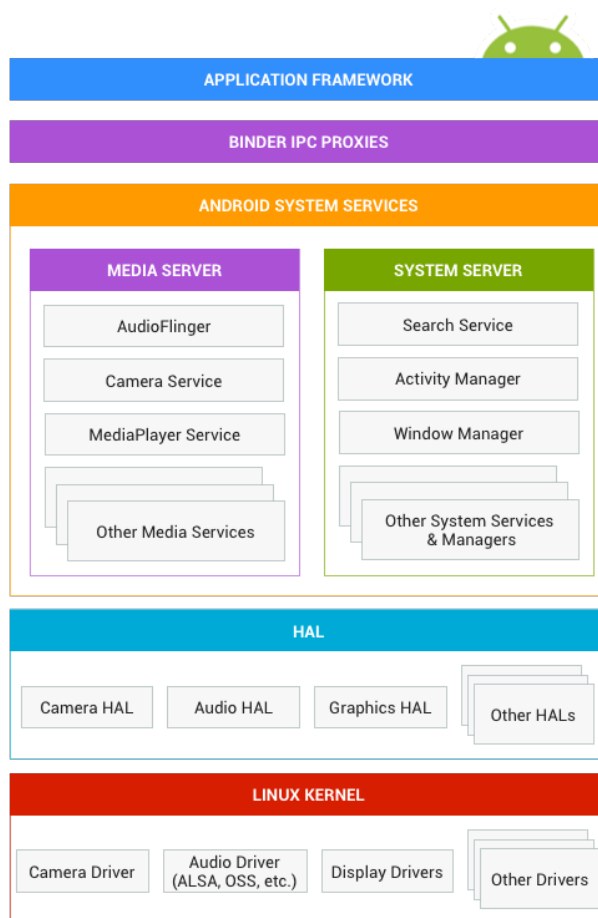 APPLICATION FRAMEWORK
BINDER IPC PROXIES
ANDROID SYSTEM SERVICES
MEDIA SERVER
AudioFlinger
Camera Service
MediaPlayer Service
Other Media Services
SYSTEM SERVER
Search Service
Activity Manager
Window Manager
Other System Services
& Managers
HAL
Camera HAL
Audio HAL
Graphics HAL
Other HALs
LINUX KERNEL
Camera Driver
Audio Driver
(ALSA, OSS, etc.)
Display Drivers
Other Drivers